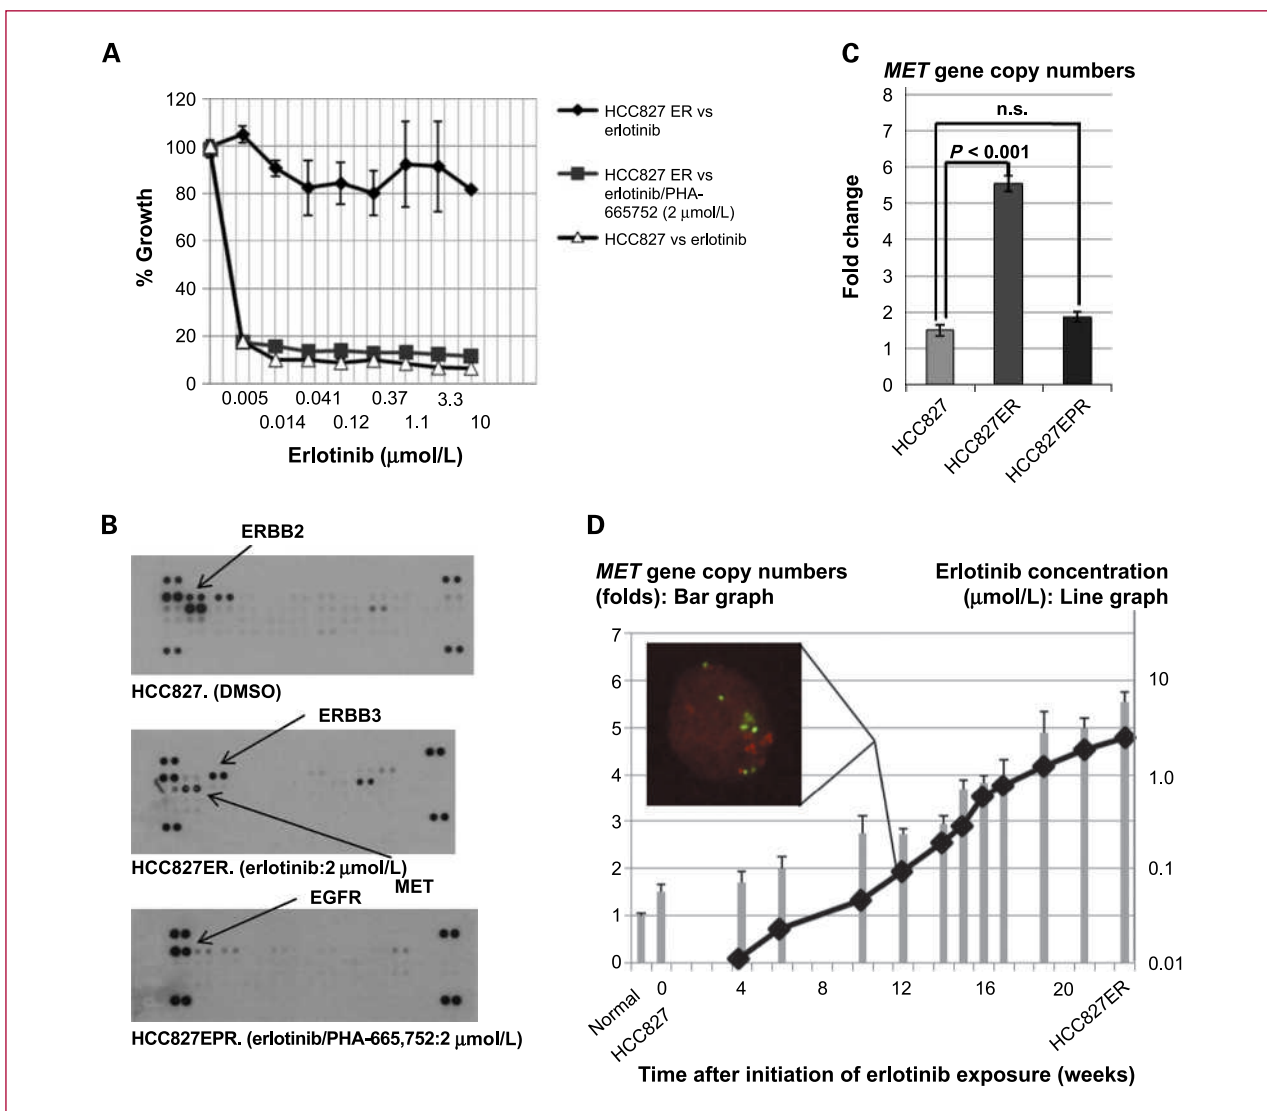 A
120
100
80
60
40
20
0
% Growth
0.005
0.041
0.37
3.3
0.014
0.12
1.1
10
Erlotinib (μmol/L)
HCC827 ER vs
erlotinib
HCC827 ER vs
erlotinib/PHA-
665752 (2 μmol/L)
HCC827 vs erlotinib
C
MET gene copy numbers
8
7
6
5
4
3
2
1
0
Fold change
n.s.
P < 0.001
HCC827
HCC827ER
HCC827EPR
B
ERBB2
HCC827. (DMSO)
ERBB3
HCC827ER. (erlotinib:2 μmol/L)
MET
EGFR
HCC827EPR. (erlotinib/PHA-665,752:2 μmol/L)
D
MET gene copy numbers
(folds): Bar graph
Erlotinib concentration
(μmol/L): Line graph
7
6
5
4
3
2
1
0
10
1.0
0.1
0.01
Normal
0
4
8
12
16
20
HCC827
HCC827ER
Time after initiation of erlotinib exposure (weeks)